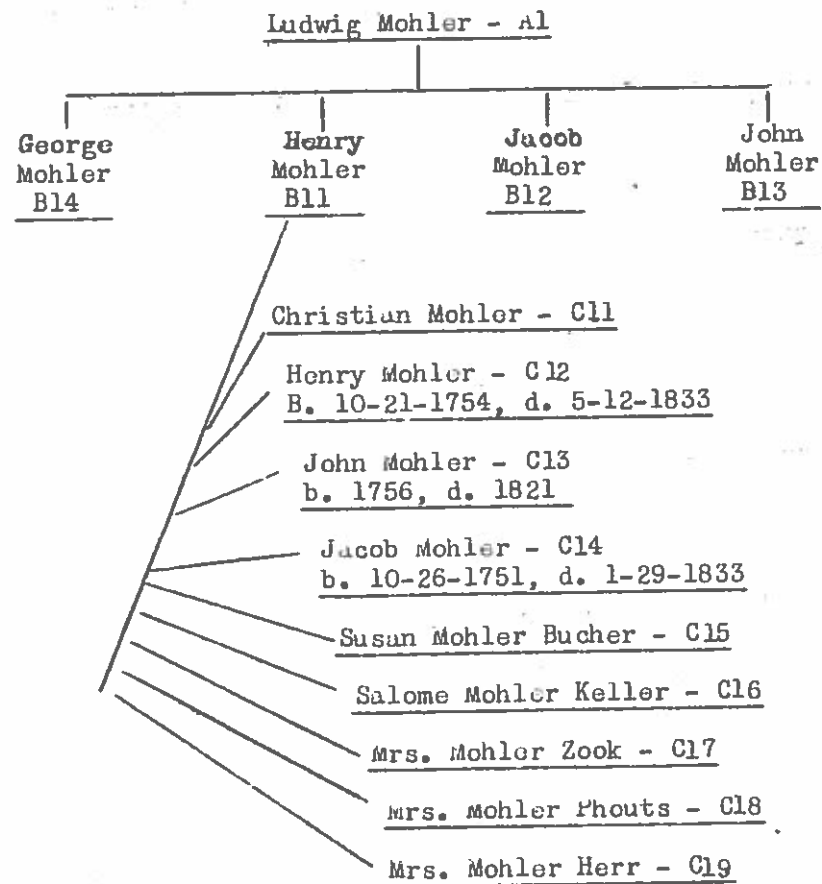 Ludwig Mohler - A1
George
Mohler
B14
Henry
Mohler
B11
Jacob
Mohler
B12
John
Mohler
B13
Christian Mohler - C11
Henry Mohler - C12
B. 10-21-1754, d. 5-12-1833
John Mohler - C13
b. 1756, d. 1821
Jacob Mohler - C14
b. 10-26-1751, d. 1-29-1833
Susan Mohler Bucher - C15
Salome Mohler Keller - C16
Mrs. Mohler Zook - C17
Mrs. Mohler Phouts - C18
Mrs. Mohler Herr - C19